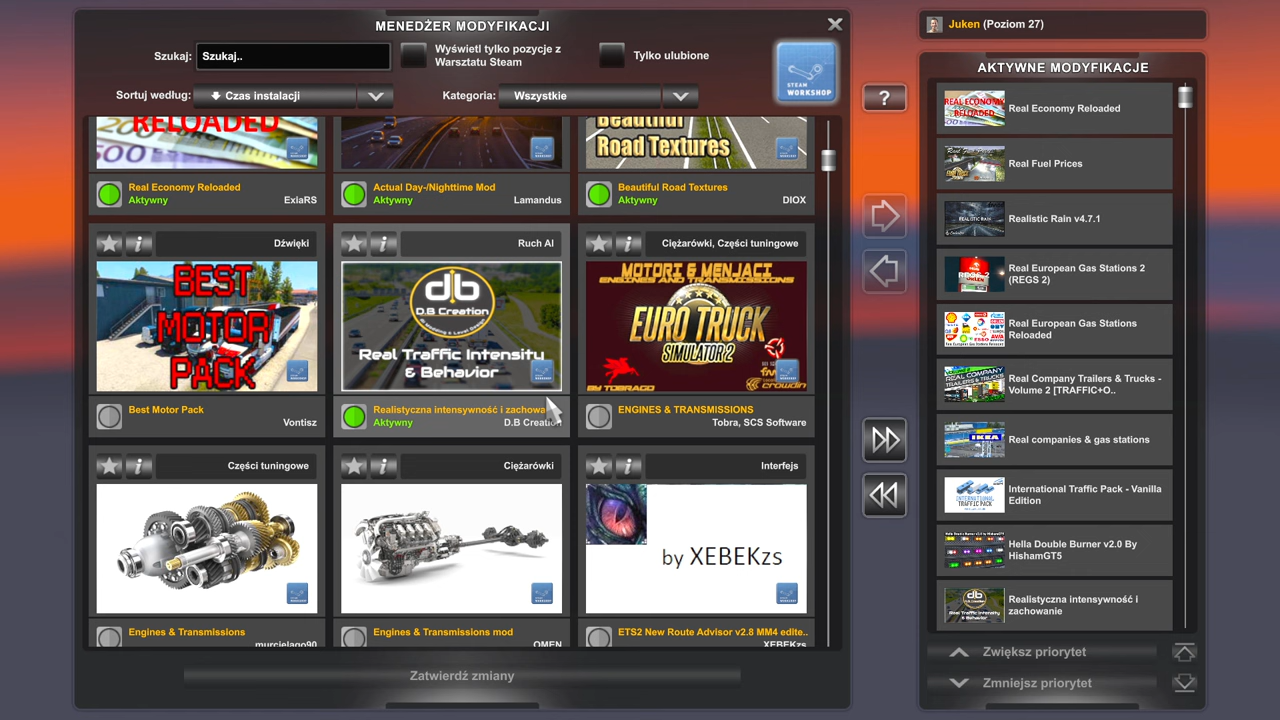 MENEDŻER MODYFIKACJI
Szukaj: Szukaj..
Wyświetl tylko pozycje z
Warsztatu Steam
Tylko ulubione
STEAM
WORKSHOP
Sortuj według: Czas instalacji
Kategoria: Wszystkie
RELOADED
Beautiful
Road Textures
Real Economy Reloaded
Aktywny ExiaRS
Actual Day-/Nighttime Mod
Aktywny Lamandus
Beautiful Road Textures
Aktywny DIOX
Dźwięki
BEST
MOTOR
PACK
Best Motor Pack
Vontisz
Ruch AI
db
D.B Creation
Real Traffic Intensity
& Behavior
Realistyczna intensywność i zachowa
Aktywny D.B Creation
Ciężarówki, Części tuningowe
MOTORI & MENJACI
ENGINES AND TRANSMISSIONS
EURO TRUCK
SIMULATOR 2
BY TOBRAGO
crowdin
ENGINES & TRANSMISSIONS
Tobra, SCS Software
Części tuningowe
Engines & Transmissions
murcielago90
Ciężarówki
Engines & Transmissions mod
OMEN
Interfejs
by XEBEKzs
ETS2 New Route Advisor v2.8 MM4 edite..
XEBEKzs
Zatwierdź zmiany
?
Juken (Poziom 27)
AKTYWNE MODYFIKACJE
Real Economy Reloaded
Real Fuel Prices
Realistic Rain v4.7.1
Real European Gas Stations 2
(REGS 2)
Real European Gas Stations
Reloaded
Real Company Trailers & Trucks -
Volume 2 [TRAFFIC+O..
Real companies & gas stations
International Traffic Pack - Vanilla
Edition
Hella Double Burner v2.0 By
HishamGT5
Realistyczna intensywność i
zachowanie
Zwiększ priorytet
Zmniejsz priorytet